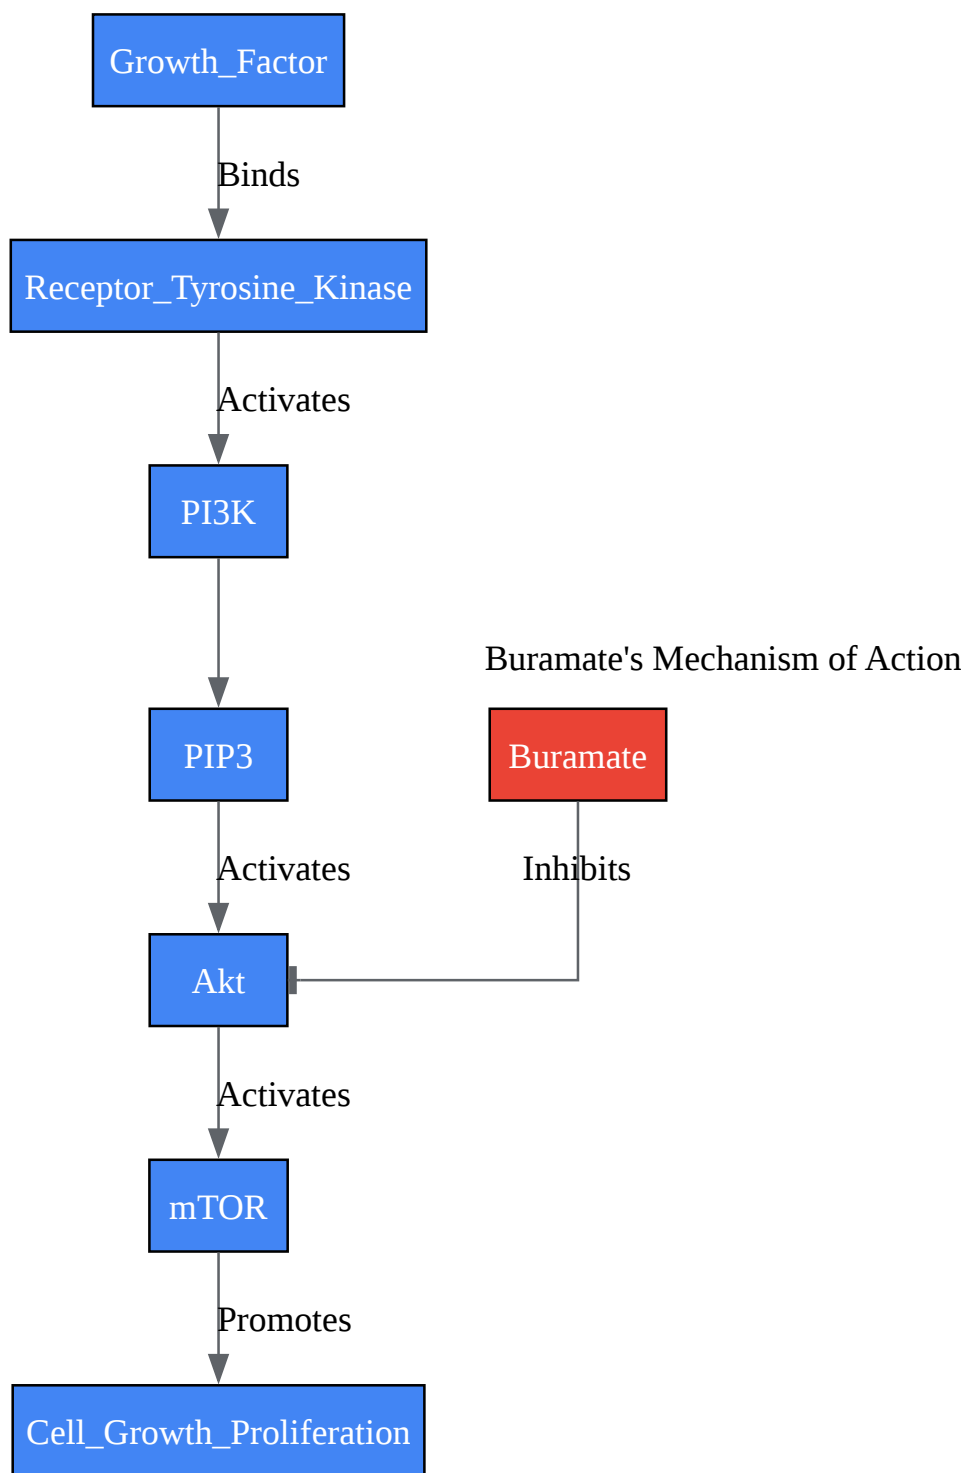 Growth_Factor
Binds
Receptor_Tyrosine_Kinase
Activates
PI3K
Buramate's Mechanism of Action
PIP3
Buramate
Activates
Inhibits
Akt
Activates
mTOR
Promotes
Cell_Growth_Proliferation